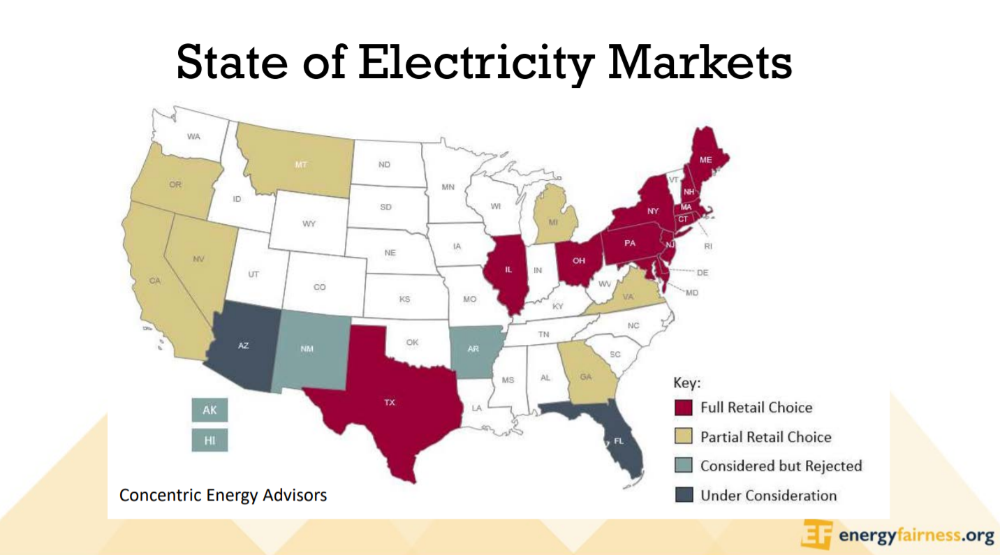 State of Electricity Markets
WA
MT
ND
MN
OR
ID
SD
WI
WY
MI
ME
VT
NH
NY
MA
CT
RI
IA
NE
PA
NJ
NV
UT
CO
IL
IN
OH
DE
CA
KS
MO
WV
MD
KY
VA
AZ
NM
OK
AR
TN
NC
SC
MS
AL
GA
TX
LA
FL
AK
HI
Key:
Full Retail Choice
Partial Retail Choice
Considered but Rejected
Under Consideration
Concentric Energy Advisors
EF energyfairness.org